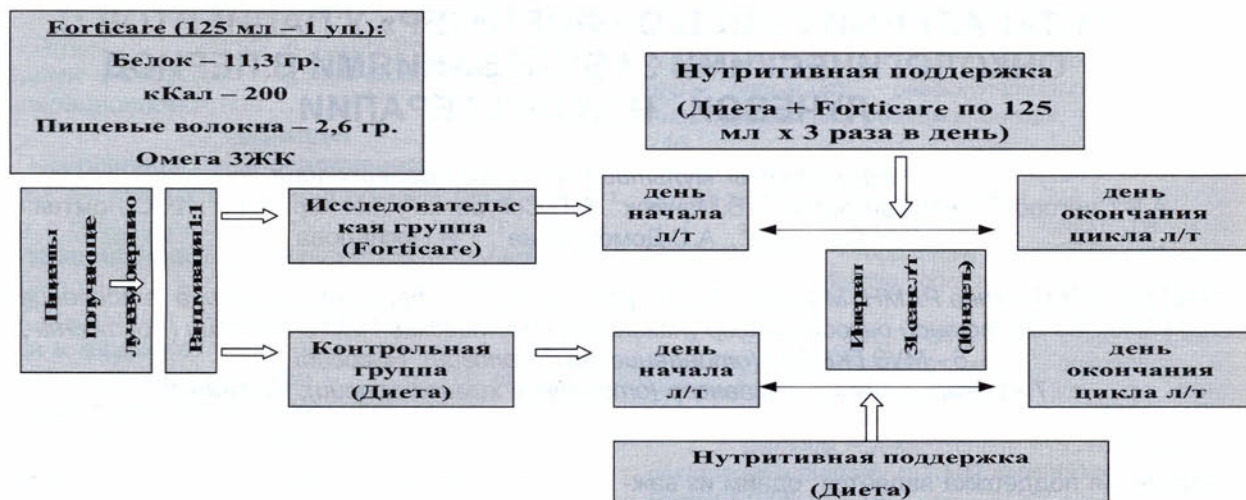 Forticare (125 мл – 1 уп.):
Белок – 11,3 гр.
кКал – 200
Пищевые волокна – 2,6 гр.
Омега 3ЖК
Нутритивная поддержка
(Диета + Forticare по 125
мл х 3 раза в день)
получающие
Исследовательс
кая группа
(Forticare)
день
начала
л/т
день
окончания
цикла л/т
Интервал
Контрольная
группа
(Диета)
день
начала
л/т
день
окончания
цикла л/т
Нутритивная поддержка
(Диета)